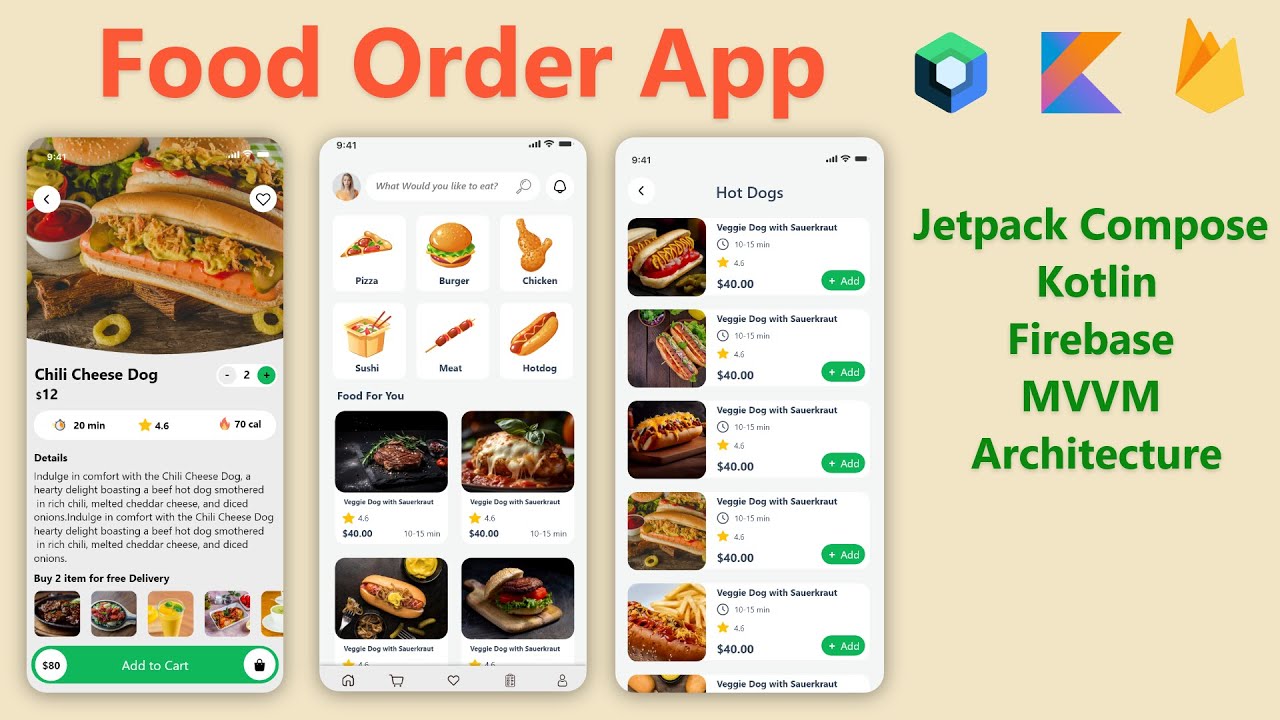 Food Order App
9:41
Chili Cheese Dog
- 2 +
$12
20 min 4.6 70 cal
Details
Indulge in comfort with the Chili Cheese Dog, a
hearty delight boasting a beef hot dog smothered
in rich chili, melted cheddar cheese, and diced
onions.Indulge in comfort with the Chili Cheese Dog
hearty delight boasting a beef hot dog smothered
in rich chili, melted cheddar cheese, and diced
onions.
Buy 2 item for free Delivery
$80 Add to Cart
9:41
What Would you like to eat?
Pizza Burger Chicken
Sushi Meat Hotdog
Food For You
Veggie Dog with Sauerkraut Veggie Dog with Sauerkraut
4.6 4.6
$40.00 10-15 min $40.00 10-15 min
Veggie Dog with Sauerkraut Veggie Dog with Sauerkraut
4.6 4.6
9:41
Hot Dogs
Veggie Dog with Sauerkraut
10-15 min
4.6
$40.00 + Add
Veggie Dog with Sauerkraut
10-15 min
4.6
$40.00 + Add
Veggie Dog with Sauerkraut
10-15 min
4.6
$40.00 + Add
Veggie Dog with Sauerkraut
10-15 min
4.6
$40.00 + Add
Veggie Dog with Sauerkraut
10-15 min
4.6
$40.00 + Add
Veggie Dog with Sauerkraut
Jetpack Compose
Kotlin
Firebase
MVVM
Architecture